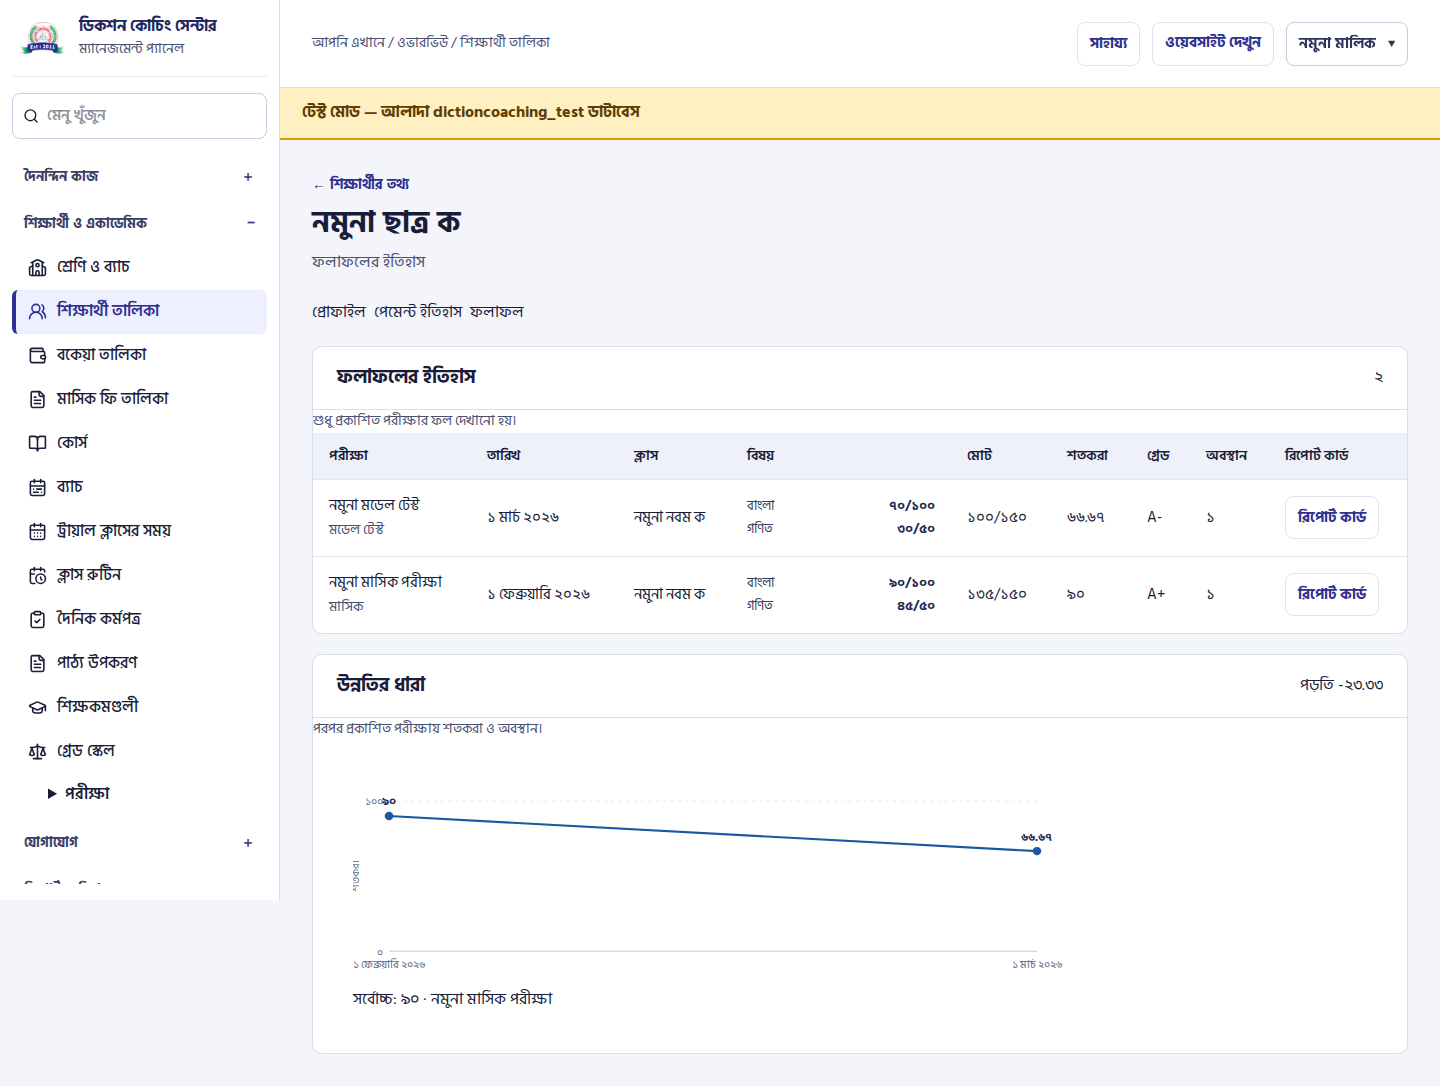 ডিকশন কোচিং সেন্টার
ম্যানেজমেন্ট প্যানেল
Est : 2011
মেনু খুঁজুন
দৈনন্দিন কাজ +
শিক্ষার্থী ও একাডেমিক −
শ্রেণি ও ব্যাচ
শিক্ষার্থী তালিকা
বকেয়া তালিকা
মাসিক ফি তালিকা
কোর্স
ব্যাচ
ট্রায়াল ক্লাসের সময়
ক্লাস রুটিন
দৈনিক কর্মপত্র
পাঠ্য উপকরণ
শিক্ষকমণ্ডলী
গ্রেড স্কেল
পরীক্ষা
যোগাযোগ +
আপনি এখানে / ওভারভিউ / শিক্ষার্থী তালিকা
সাহায্য
ওয়েবসাইট দেখুন
নমুনা মালিক
টেস্ট মোড — আলাদা dictioncoaching_test ডাটাবেস
← শিক্ষার্থীর তথ্য
নমুনা ছাত্র ক
ফলাফলের ইতিহাস
প্রোফাইল পেমেন্ট ইতিহাস ফলাফল
ফলাফলের ইতিহাস ২
শুধু প্রকাশিত পরীক্ষার ফল দেখানো হয়।
পরীক্ষা তারিখ ক্লাস বিষয় মোট শতকরা গ্রেড অবস্থান রিপোর্ট কার্ড
নমুনা মডেল টেস্ট
মডেল টেস্ট
১ মার্চ ২০২৬
নমুনা নবম ক
বাংলা ৭০/১০০
গণিত ৩০/৫০
১০০/১৫০
৬৬.৬৭
A-
১
রিপোর্ট কার্ড
নমুনা মাসিক পরীক্ষা
মাসিক
১ ফেব্রুয়ারি ২০২৬
নমুনা নবম ক
বাংলা ৯০/১০০
গণিত ৪৫/৫০
১৩৫/১৫০
৯০
A+
১
রিপোর্ট কার্ড
উন্নতির ধারা পড়তি -২৩.৩৩
পরপর প্রকাশিত পরীক্ষায় শতকরা ও অবস্থান।
১০০
৯০
৬৬.৬৭
শতকরা
০
১ ফেব্রুয়ারি ২০২৬ ১ মার্চ ২০২৬
সর্বোচ্চ: ৯০ · নমুনা মাসিক পরীক্ষা